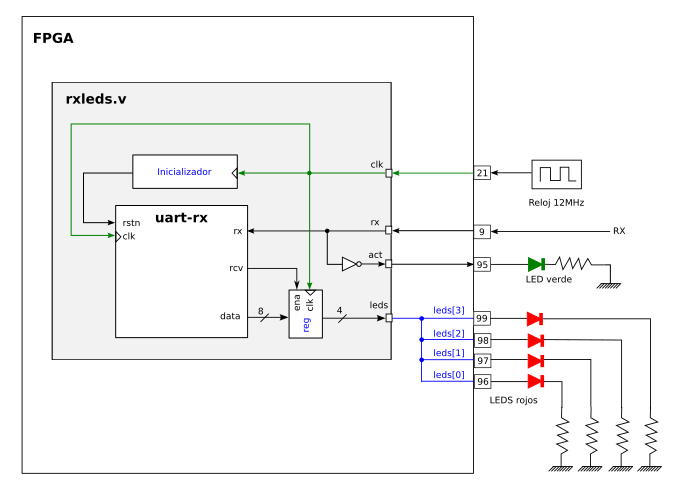 FPGA
rxleds.v
clk
21
Inicializador
Reloj 12MHz
rstn
uart-rx
clk
rx
rx
9
RX
act
95
LED verde
rcv
ena
clk
reg
data
8
4
leds
leds[3]
99
leds[2]
98
leds[1]
97
leds[0]
96
LEDS rojos